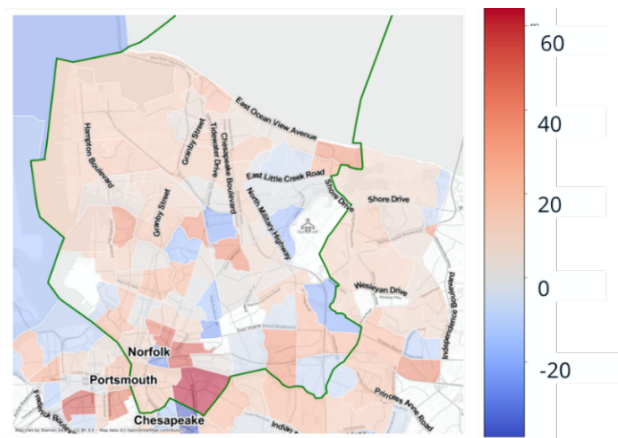 East Ocean View Avenue
Hampton Boulevard
Granby Street
Tidewater Drive
Chesapeake Boulevard
East Little Creek Road
North Military Highway
Shore Drive
Shore Drive
Granby Street
Wesleyan Drive
Independence Boulevard
Norfolk
Portsmouth
Princess Anne Road
Chesapeake
Indian
60
40
20
0
-20